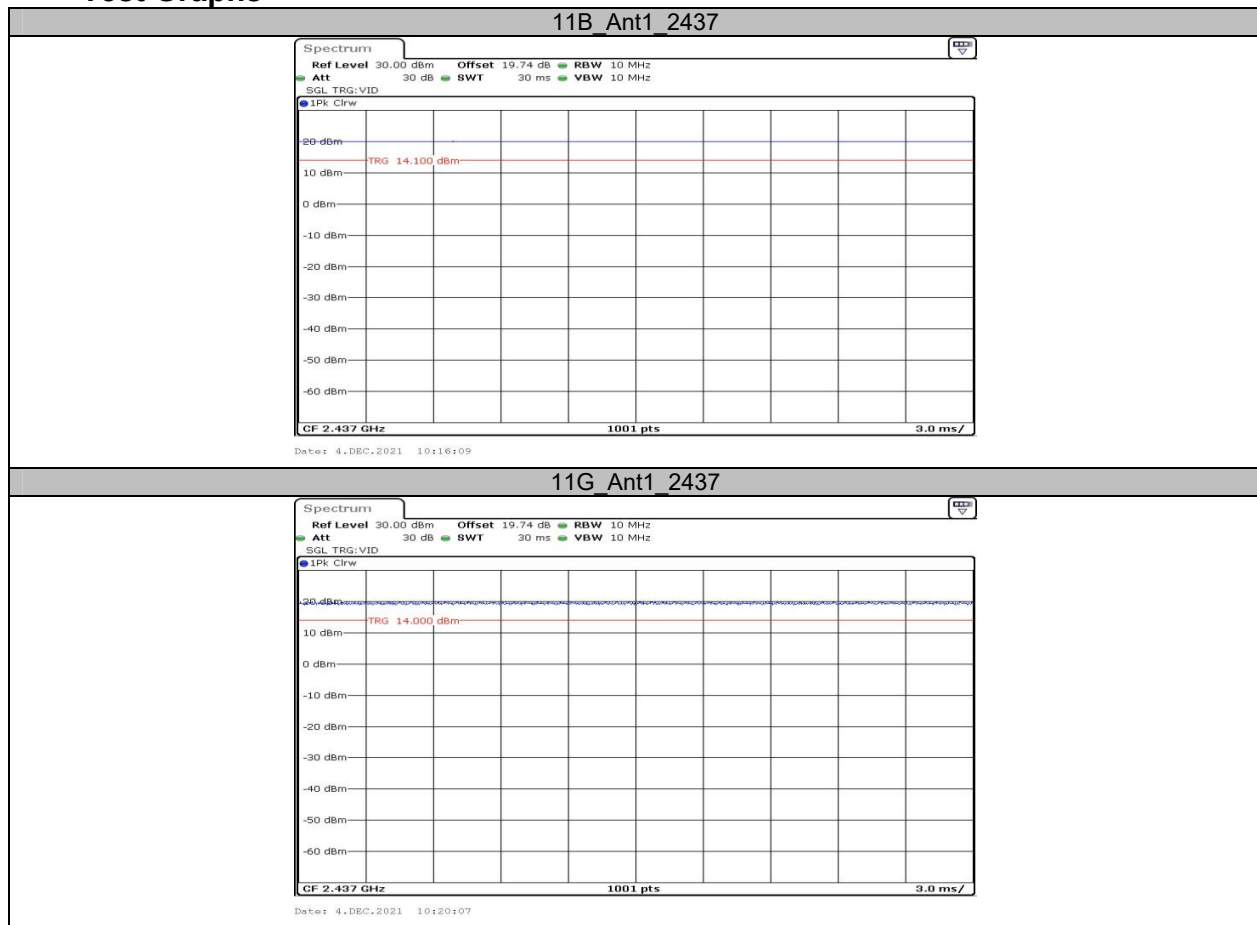 Test Graphs
11B_Ant1_2437
Spectrum
Ref Level 30.00 dBm Offset 19.74 dB RBW 10 MHz
Att 30 dB SWT 30 ms VBW 10 MHz
SGL TRG:VID
1Pk Clrw
20 dBm
TRG 14.100 dBm
10 dBm
0 dBm
-10 dBm
-20 dBm
-30 dBm
-40 dBm
-50 dBm
-60 dBm
CF 2.437 GHz 1001 pts 3.0 ms/
Date: 4.DEC.2021 10:16:09
11G_Ant1_2437
Spectrum
Ref Level 30.00 dBm Offset 19.74 dB RBW 10 MHz
Att 30 dB SWT 30 ms VBW 10 MHz
SGL TRG:VID
1Pk Clrw
20 dBm
TRG 14.000 dBm
10 dBm
0 dBm
-10 dBm
-20 dBm
-30 dBm
-40 dBm
-50 dBm
-60 dBm
CF 2.437 GHz 1001 pts 3.0 ms/
Date: 4.DEC.2021 10:20:07